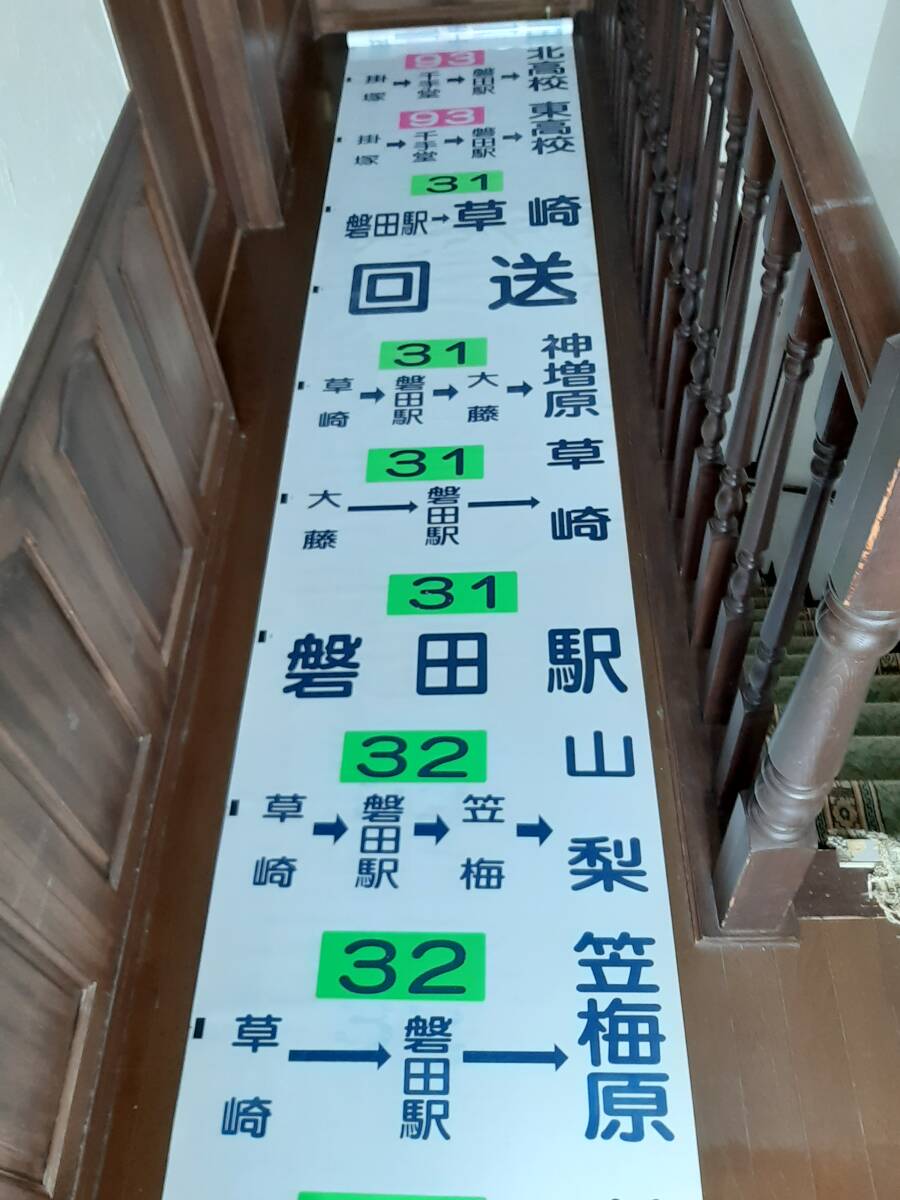 93
掛塚→千手堂→磐田駅→北高校
93
掛塚→千手堂→磐田駅→東高校
31
磐田駅→草崎
回送
31
草崎→磐田駅→大藤→神増原
31
大藤→磐田駅→草崎
31
磐田駅
32
草崎→磐田駅→笠梅→山梨
32
草崎→磐田駅→笠梅原